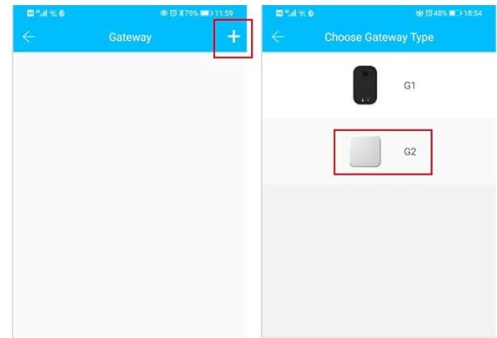 79% 11:59
Gateway
+
48% 18:54
Choose Gateway Type
G1
G2